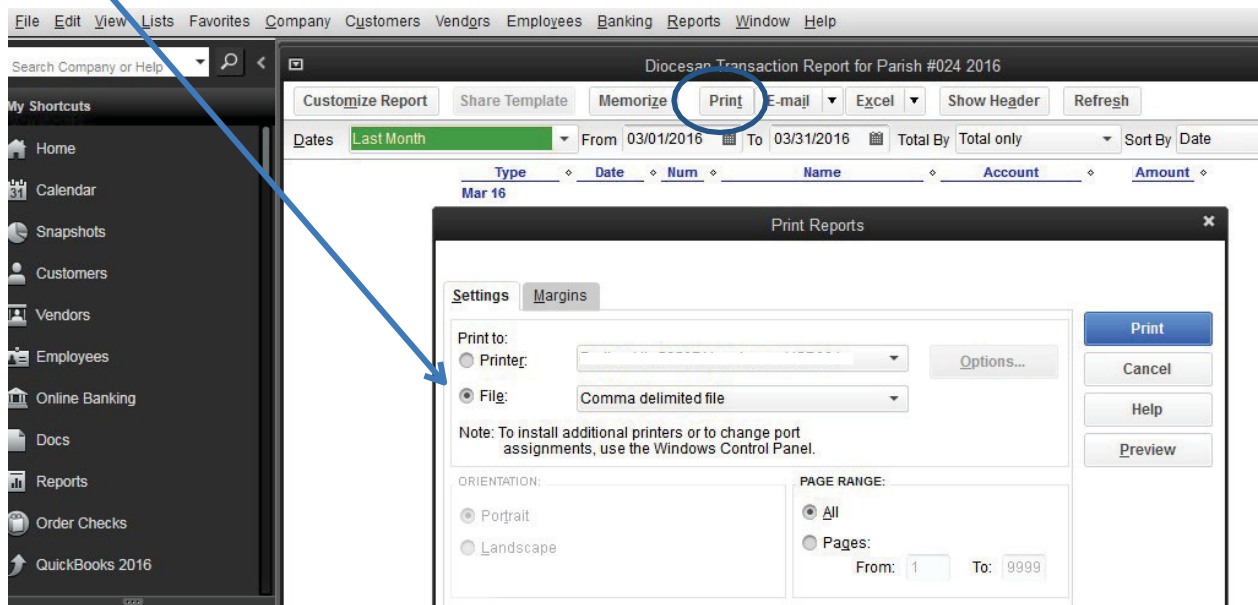 File Edit View Lists Favorites Company Customers Vendors Employees Banking Reports Window Help
Search Company or Help
Diocesan Transaction Report for Parish #024 2016
My Shortcuts
Customize Report Share Template Memorize Print E-mail Excel Show Header Refresh
Dates Last Month From 03/01/2016 To 03/31/2016 Total By Total only Sort By Date
Home
Type Date Num Name Account Amount
Mar 16
31 Calendar
Print Reports
Snapshots
Customers
Settings Margins
Vendors
Print to:
Print
Printer:
Options...
Employees
Cancel
File: Comma delimited file
Online Banking
Help
Note: To install additional printers or to change port
assignments, use the Windows Control Panel.
Docs
Preview
Reports
ORIENTATION:
PAGE RANGE:
Portrait
All
Order Checks
Landscape
Pages:
QuickBooks 2016
From: 1 To: 9999